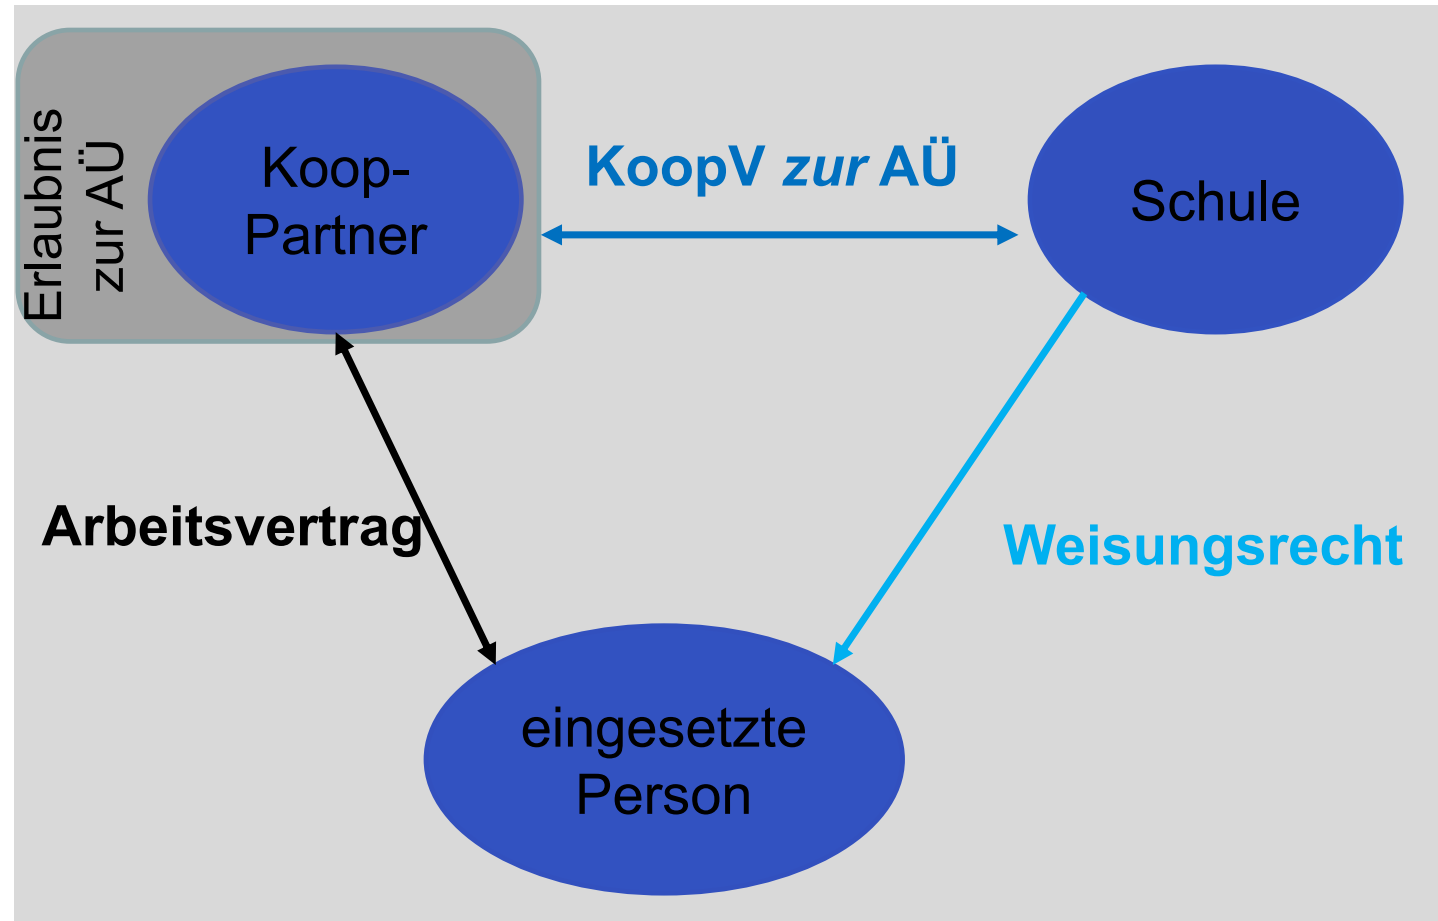 Erlaubnis
zur AÜ
Koop-
Partner
KoopV zur AÜ
Schule
Arbeitsvertrag
Weisungsrecht
eingesetzte
Person